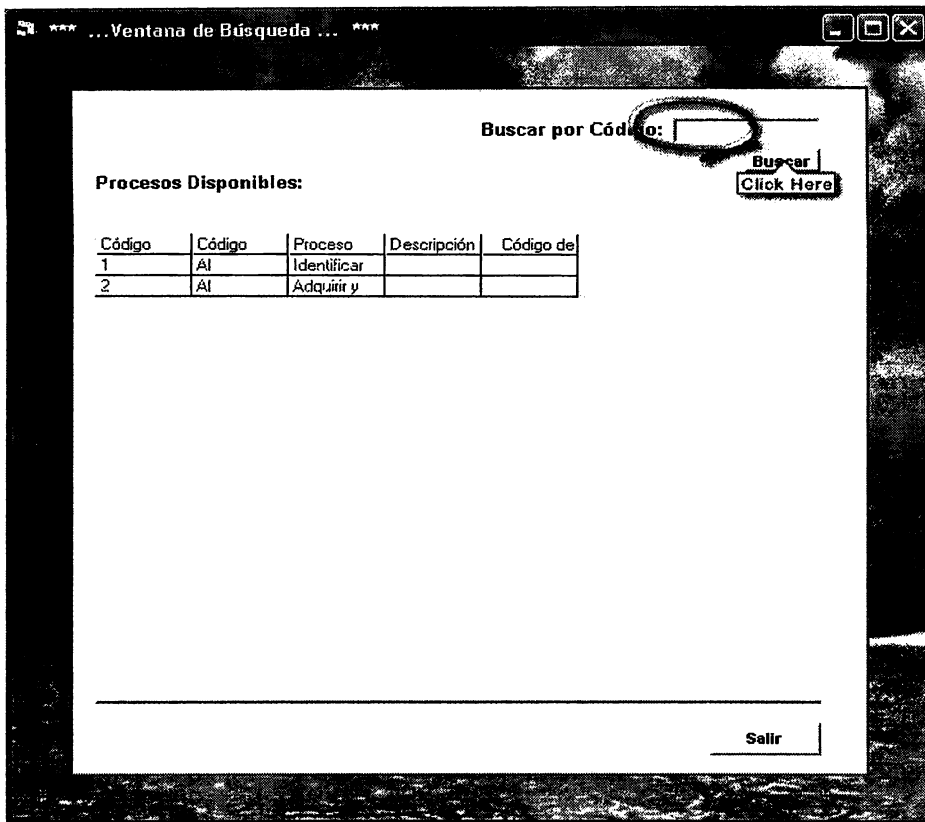 *** ...Ventana de Búsqueda ... ***
Buscar por Código:
Buscar
Click Here
Procesos Disponibles:
Código Código Proceso Descripción Código de
1 AI Identificar
2 AI Adquirir y
Salir